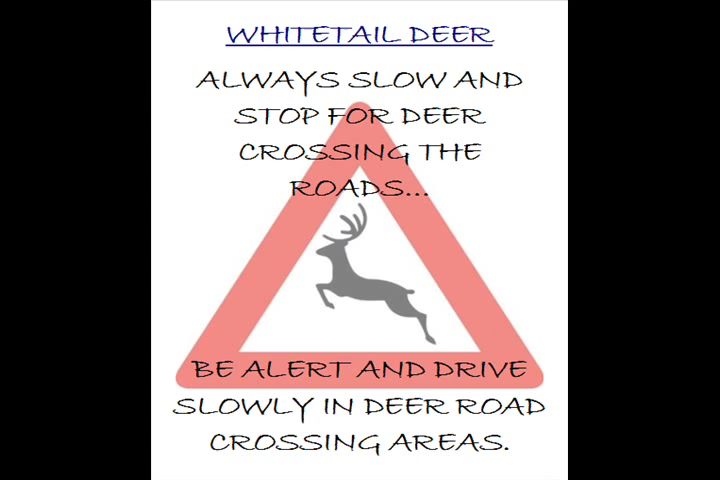 WHITETAIL DEER
ALWAYS SLOW AND
STOP FOR DEER
CROSSING THE
ROADS...
BE ALERT AND DRIVE
SLOWLY IN DEER ROAD
CROSSING AREAS.